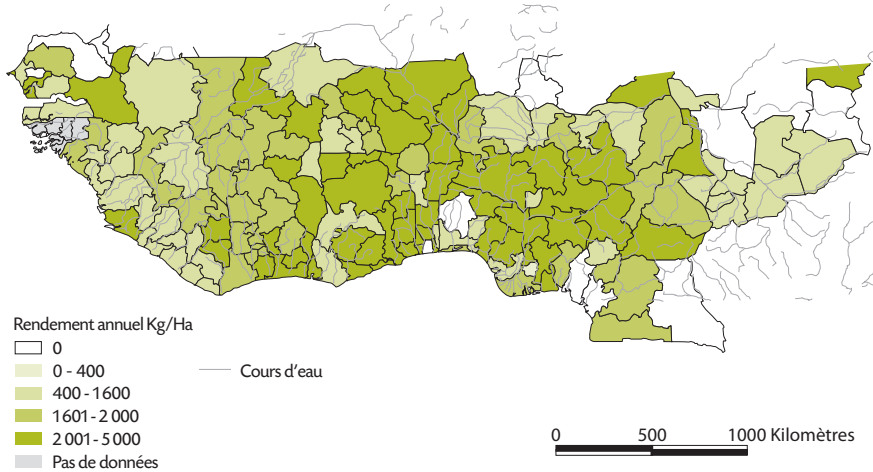 Rendement annuel Kg/Ha
0
0 - 400
400 - 1600
1601 - 2 000
2 001 - 5 000
Pas de données
Cours d'eau
0 500 1000 Kilomètres